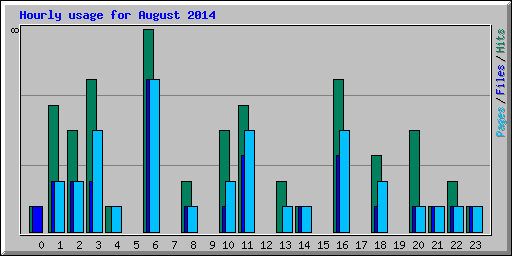 Hourly usage for August 2014
8
Pages/Files/Hits
0 1 2 3 4 5 6 7 8 9 10 11 12 13 14 15 16 17 18 19 20 21 22 23